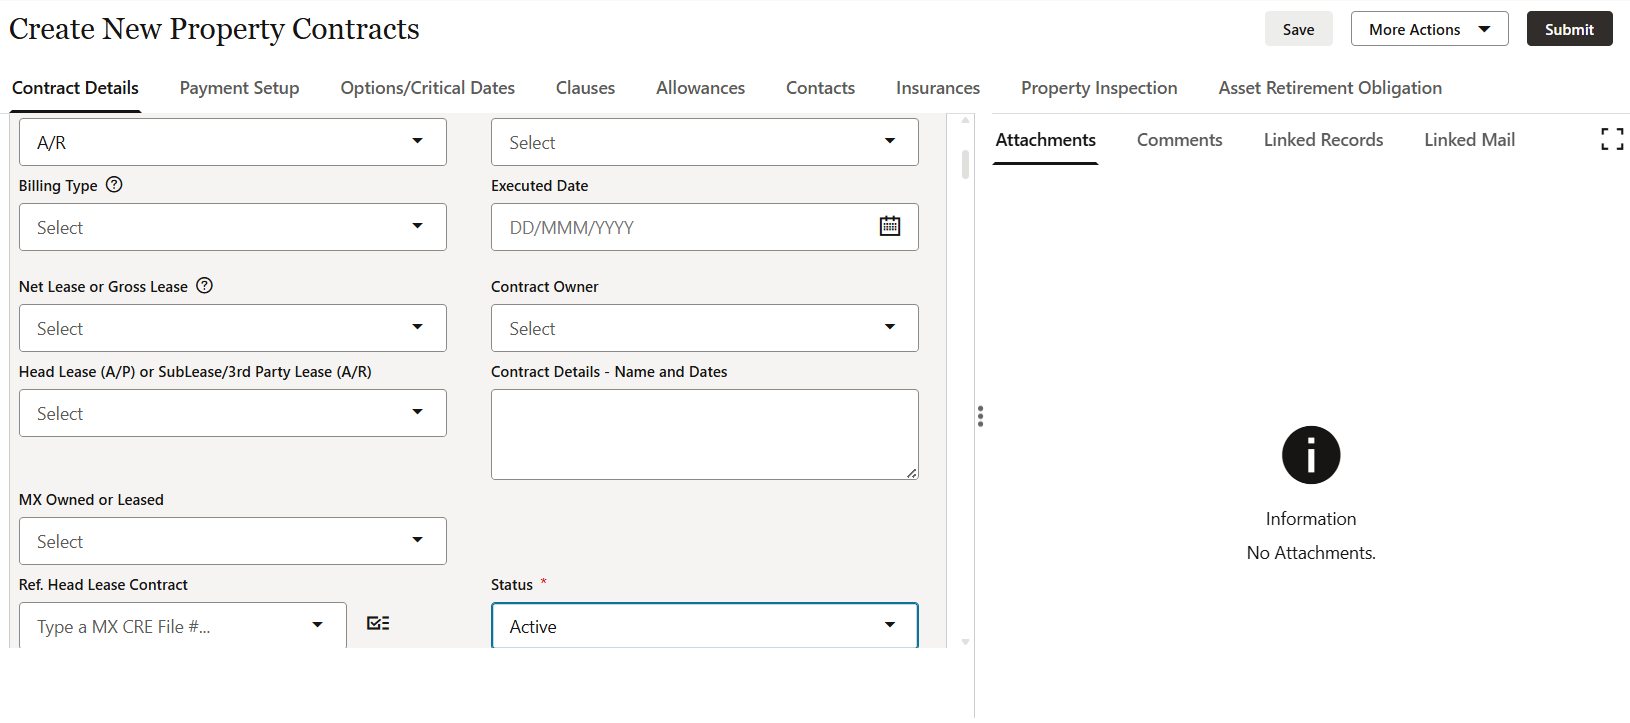 Create New Property Contracts
Save
More Actions
Submit
Contract Details
Payment Setup
Options/Critical Dates
Clauses
Allowances
Contacts
Insurances
Property Inspection
Asset Retirement Obligation
A/R
Select
Billing Type
Executed Date
Select
DD/MMM/YYYY
Net Lease or Gross Lease
Contract Owner
Select
Select
Head Lease (A/P) or SubLease/3rd Party Lease (A/R)
Contract Details - Name and Dates
Select
MX Owned or Leased
Select
Ref. Head Lease Contract
Status *
Type a MX CRE File #...
Active
Attachments
Comments
Linked Records
Linked Mail
Information
No Attachments.